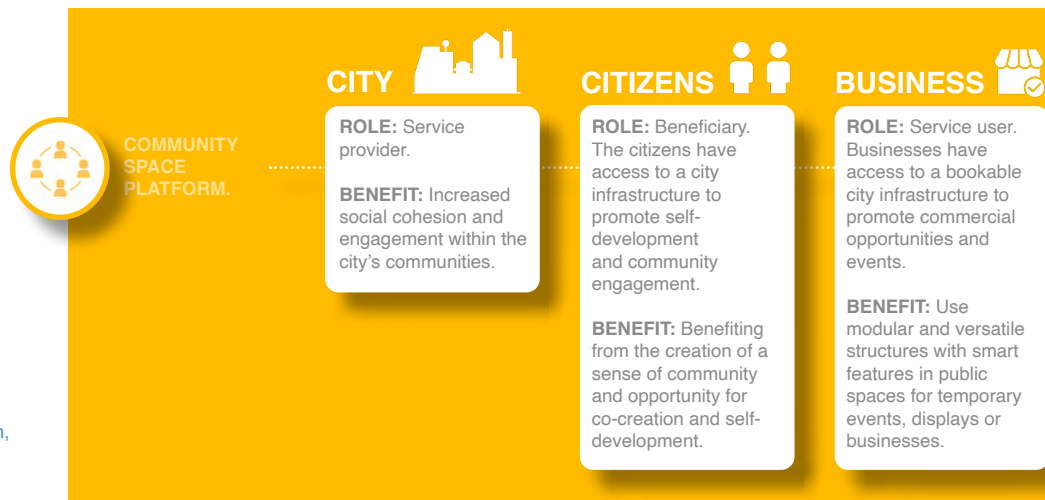 COMMUNITY
SPACE
PLATFORM.
CITY
ROLE: Service
provider.
BENEFIT: Increased
social cohesion and
engagement within the
city's communities.
CITIZENS
ROLE: Beneficiary.
The citizens have
access to a city
infrastructure to
promote self-
development
and community
engagement.
BENEFIT: Benefiting
from the creation of a
sense of community
and opportunity for
co-creation and self-
development.
BUSINESS
ROLE: Service user.
Businesses have
access to a bookable
city infrastructure to
promote commercial
opportunities and
events.
BENEFIT: Use
modular and versatile
structures with smart
features in public
spaces for temporary
events, displays or
businesses.